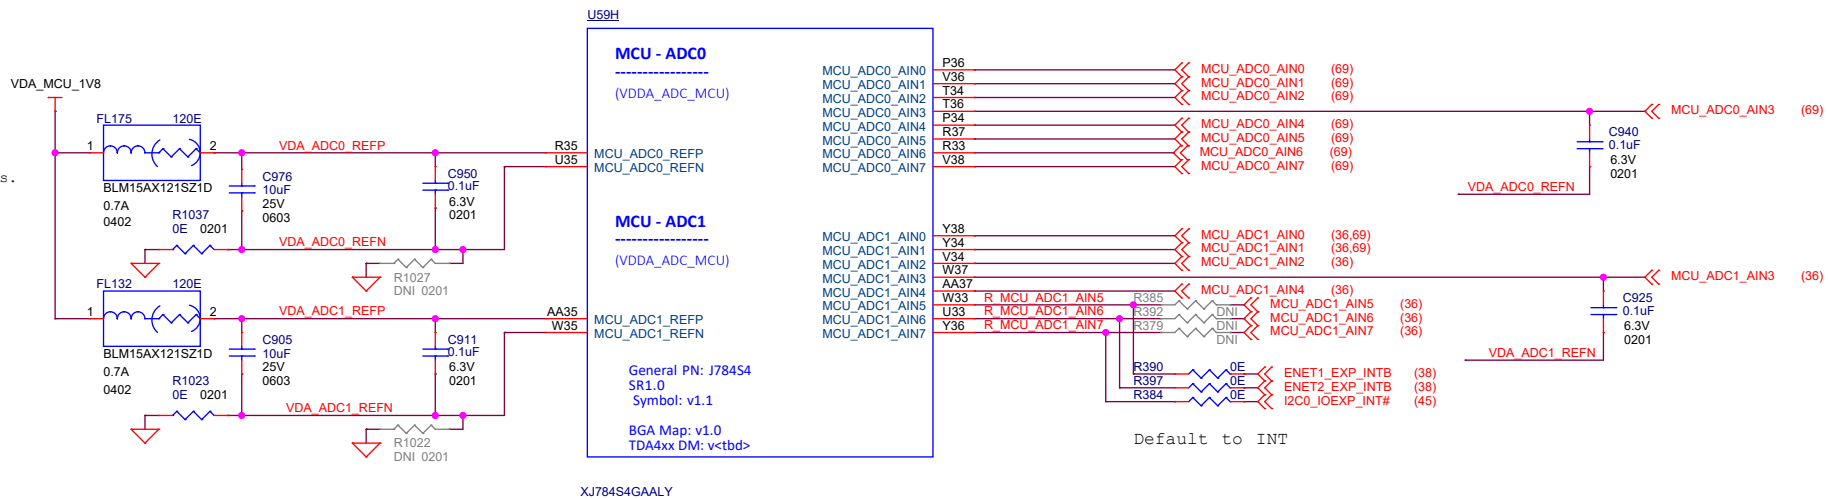 U59H
MCU - ADC0
-----------------
(VDDA_ADC_MCU)
VDA_MCU_1V8
FL175 120E
1 2
BLM15AX121SZ1D
0.7A
0402
s.
VDA_ADC0_REFP
C976
10uF
25V
0603
C950
0.1uF
6.3V
0201
R1037
0E 0201
VDA_ADC0_REFN
R1027
DNI 0201
R35 MCU_ADC0_REFP
U35 MCU_ADC0_REFN
MCU_ADC0_AIN0 P36 MCU_ADC0_AIN0 (69)
MCU_ADC0_AIN1 V36 MCU_ADC0_AIN1 (69)
MCU_ADC0_AIN2 T34 MCU_ADC0_AIN2 (69)
MCU_ADC0_AIN3 T36 MCU_ADC0_AIN3 (69)
MCU_ADC0_AIN4 P34 MCU_ADC0_AIN4 (69)
MCU_ADC0_AIN5 R37 MCU_ADC0_AIN5 (69)
MCU_ADC0_AIN6 R33 MCU_ADC0_AIN6 (69)
MCU_ADC0_AIN7 V38 MCU_ADC0_AIN7 (69)
C940
0.1uF
6.3V
0201
VDA_ADC0_REFN
MCU - ADC1
-----------------
(VDDA_ADC_MCU)
FL132 120E
1 2
BLM15AX121SZ1D
0.7A
0402
VDA_ADC1_REFP
C905
10uF
25V
0603
C911
0.1uF
6.3V
0201
R1023
0E 0201
VDA_ADC1_REFN
R1022
DNI 0201
AA35 MCU_ADC1_REFP
W35 MCU_ADC1_REFN
MCU_ADC1_AIN0 Y38 MCU_ADC1_AIN0 (36,69)
MCU_ADC1_AIN1 Y34 MCU_ADC1_AIN1 (36,69)
MCU_ADC1_AIN2 V34 MCU_ADC1_AIN2 (36)
MCU_ADC1_AIN3 W37 MCU_ADC1_AIN3 (36)
MCU_ADC1_AIN4 AA37 MCU_ADC1_AIN4 (36)
MCU_ADC1_AIN5 W33 R_MCU_ADC1_AIN5 R385 DNI MCU_ADC1_AIN5 (36)
MCU_ADC1_AIN6 U33 R_MCU_ADC1_AIN6 R392 DNI MCU_ADC1_AIN6 (36)
MCU_ADC1_AIN7 Y36 R_MCU_ADC1_AIN7 R379 DNI MCU_ADC1_AIN7 (36)
C925
0.1uF
6.3V
0201
VDA_ADC1_REFN
R390 0E ENET1_EXP_INTB (38)
R397 0E ENET2_EXP_INTB (38)
R384 0E I2C0_IOEXP_INT# (45)
Default to INT
General PN: J784S4
SR1.0
Symbol: v1.1
BGA Map: v1.0
TDA4xx DM: v<tbd>
XJ784S4GAALY